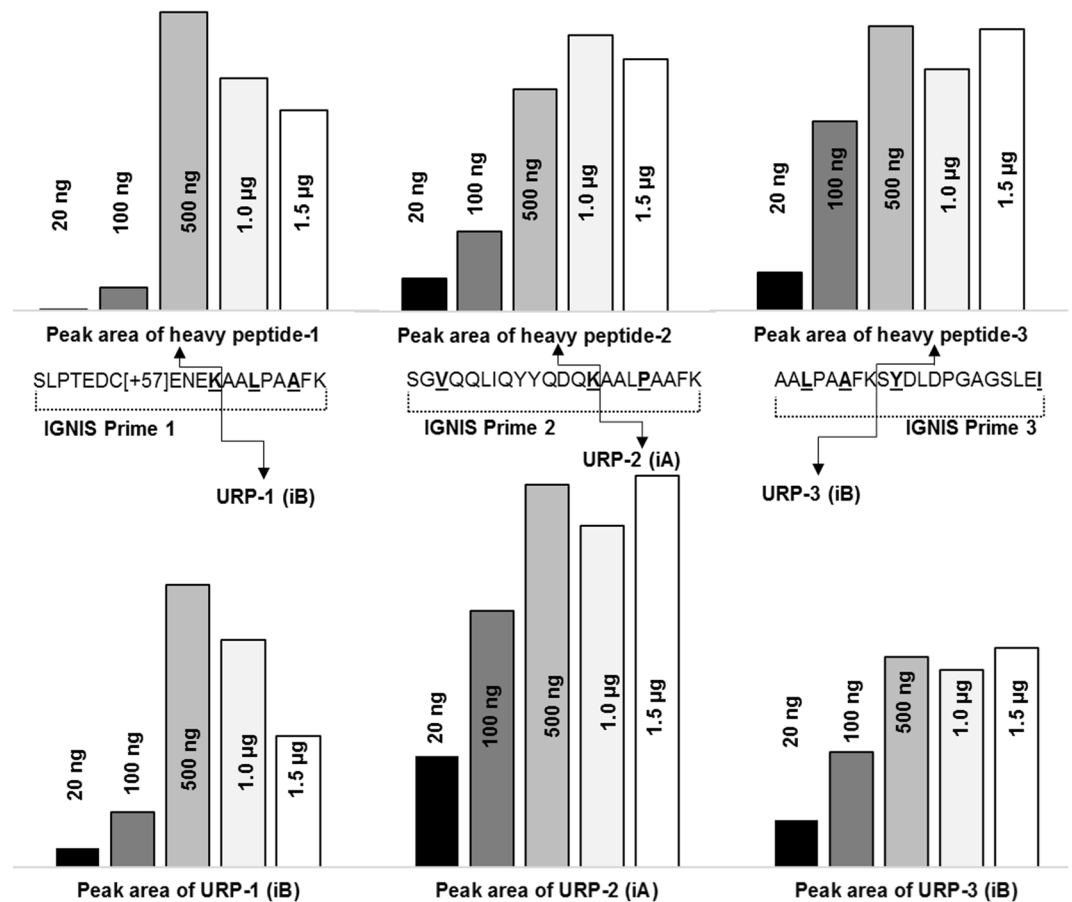 20 ng
100 ng
500 ng
1.0 µg
1.5 µg
20 ng
100 ng
500 ng
1.0 µg
1.5 µg
20 ng
100 ng
500 ng
1.0 µg
1.5 µg
Peak area of heavy peptide-1
Peak area of heavy peptide-2
Peak area of heavy peptide-3
SLPTEDC[+57]ENEKAALPAAFK
SGVQQLIQYYQDQKAALPAAFK
AALPAAFKSYDLDPGAGSLEI
IGNIS Prime 1
IGNIS Prime 2
IGNIS Prime 3
URP-1 (iB)
URP-2 (iA)
URP-3 (iB)
20 ng
100 ng
500 ng
1.0 µg
1.5 µg
20 ng
100 ng
500 ng
1.0 µg
1.5 µg
20 ng
100 ng
500 ng
1.0 µg
1.5 µg
Peak area of URP-1 (iB)
Peak area of URP-2 (iA)
Peak area of URP-3 (iB)